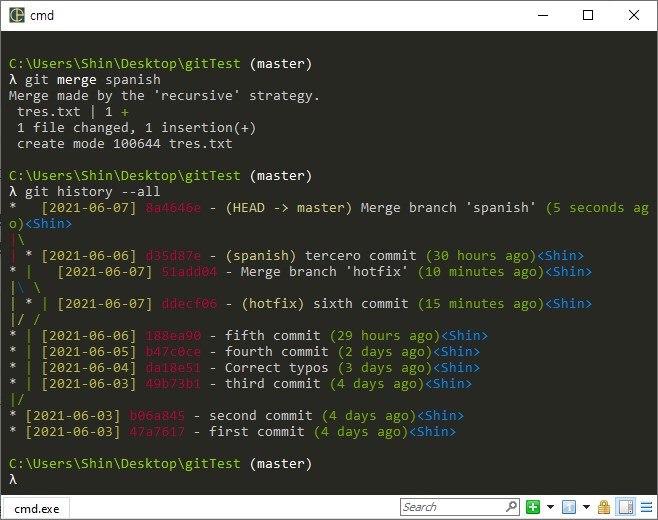 cmd
C:\Users\Shin\Desktop\gitTest (master)
λ git merge spanish
Merge made by the 'recursive' strategy.
 tres.txt | 1 +
 1 file changed, 1 insertion(+)
 create mode 100644 tres.txt
C:\Users\Shin\Desktop\gitTest (master)
λ git history --all
*   [2021-06-07] 8a4646e - (HEAD -> master) Merge branch 'spanish' (5 seconds ag
o)<Shin>
|\
| * [2021-06-06] d35d87e - (spanish) tercero commit (30 hours ago)<Shin>
* |   [2021-06-07] 51add04 - Merge branch 'hotfix' (10 minutes ago)<Shin>
|\ \
| * | [2021-06-07] ddecf06 - (hotfix) sixth commit (15 minutes ago)<Shin>
|/ /
* | [2021-06-06] 188ea90 - fifth commit (29 hours ago)<Shin>
* | [2021-06-05] b47c0ce - fourth commit (2 days ago)<Shin>
* | [2021-06-04] da18e51 - Correct typos (3 days ago)<Shin>
* | [2021-06-03] 49b73b1 - third commit (4 days ago)<Shin>
|/
* [2021-06-03] b06a845 - second commit (4 days ago)<Shin>
* [2021-06-03] 47a7617 - first commit (4 days ago)<Shin>
C:\Users\Shin\Desktop\gitTest (master)
λ
cmd.exe
Search